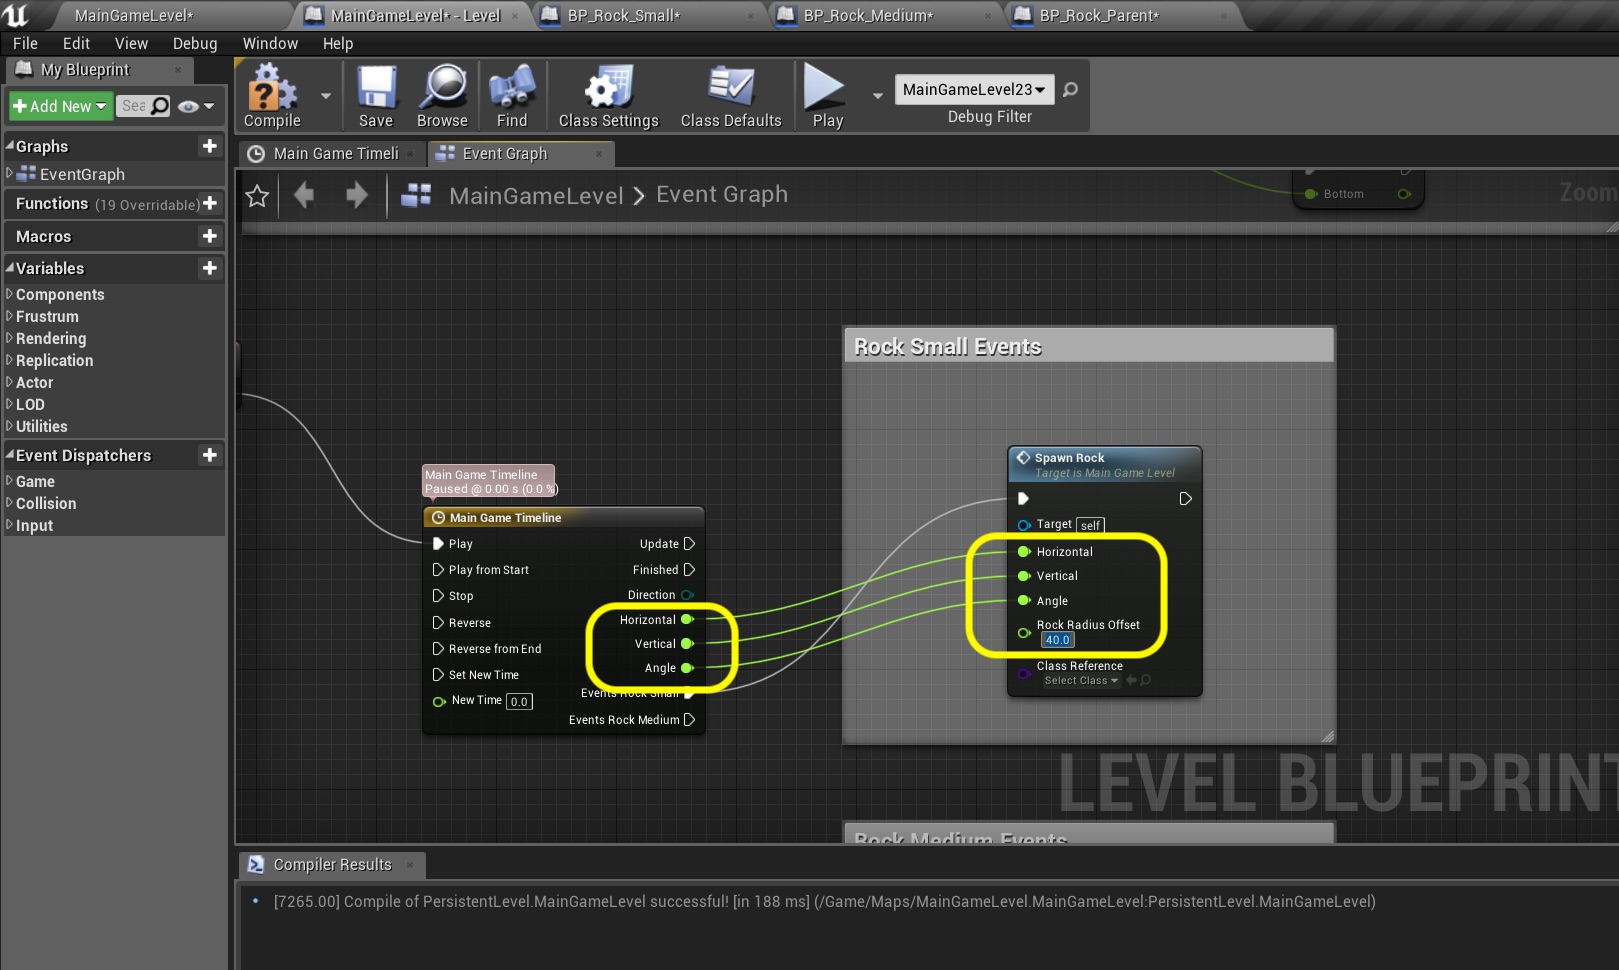 MainGameLevel*
MainGameLevel* - Level
BP_Rock_Small*
BP_Rock_Medium*
BP_Rock_Parent*
File Edit View Debug Window Help
My Blueprint
Add New
Sea
Compile
Save
Browse
Find
Class Settings
Class Defaults
Play
MainGameLevel23
Debug Filter
Graphs
EventGraph
Functions (19 Overridable)
Macros
Variables
Components
Frustrum
Rendering
Replication
Actor
LOD
Utilities
Event Dispatchers
Game
Collision
Input
Main Game Timeli
Event Graph
MainGameLevel > Event Graph
Bottom
Zoom
Rock Small Events
Main Game Timeline
Paused @ 0.00 s (0.0 %)
Main Game Timeline
Play
Play from Start
Stop
Reverse
Reverse from End
Set New Time
New Time 0.0
Update
Finished
Direction
Horizontal
Vertical
Angle
Events Rock Small
Events Rock Medium
Spawn Rock
Target is Main Game Level
Target self
Horizontal
Vertical
Angle
Rock Radius Offset
40.0
Class Reference
Select Class
LEVEL BLUEPRINT
Rock Medium Events
Compiler Results
[7265.00] Compile of PersistentLevel.MainGameLevel successful! [in 188 ms] (/Game/Maps/MainGameLevel.MainGameLevel:PersistentLevel.MainGameLevel)